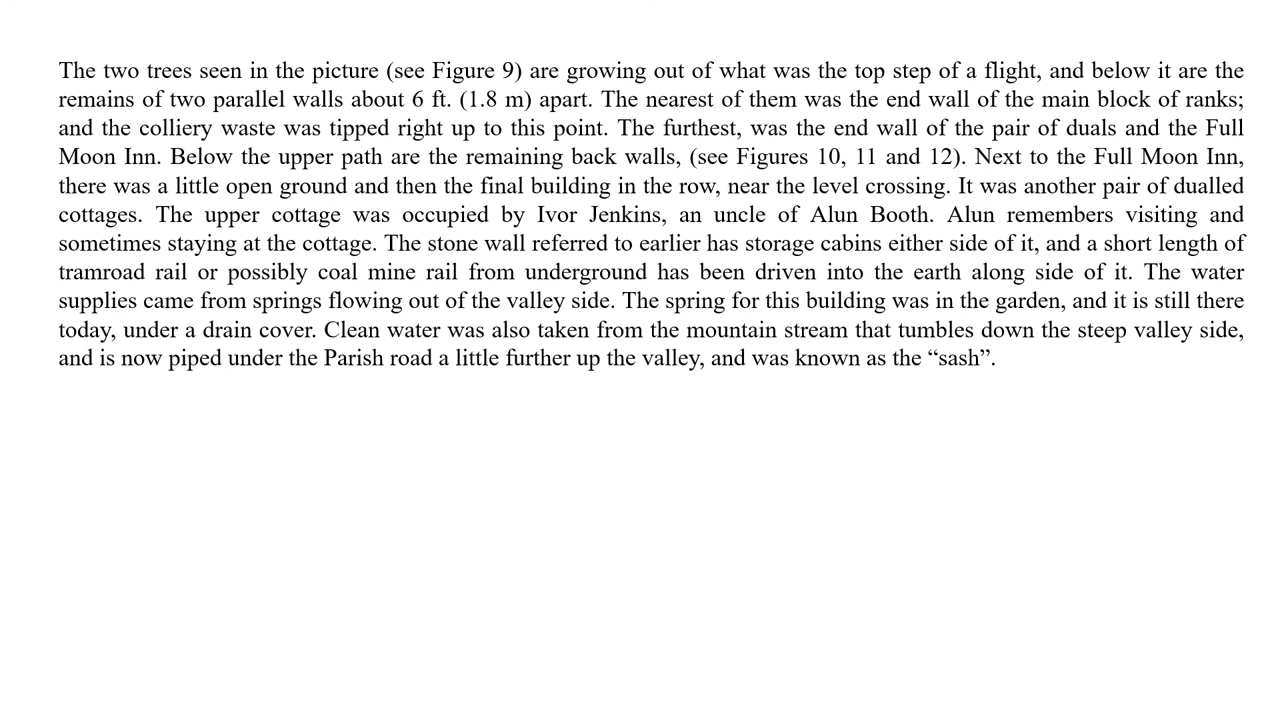 The two trees seen in the picture (see Figure 9) are growing out of what was the top step of a flight, and below it are the
remains of two parallel walls about 6 ft. (1.8 m) apart. The nearest of them was the end wall of the main block of ranks;
and the colliery waste was tipped right up to this point. The furthest, was the end wall of the pair of duals and the Full
Moon Inn. Below the upper path are the remaining back walls, (see Figures 10, 11 and 12). Next to the Full Moon Inn,
there was a little open ground and then the final building in the row, near the level crossing. It was another pair of dualled
cottages. The upper cottage was occupied by Ivor Jenkins, an uncle of Alun Booth. Alun remembers visiting and
sometimes staying at the cottage. The stone wall referred to earlier has storage cabins either side of it, and a short length of
tramroad rail or possibly coal mine rail from underground has been driven into the earth along side of it. The water
supplies came from springs flowing out of the valley side. The spring for this building was in the garden, and it is still there
today, under a drain cover. Clean water was also taken from the mountain stream that tumbles down the steep valley side,
and is now piped under the Parish road a little further up the valley, and was known as the “sash”.